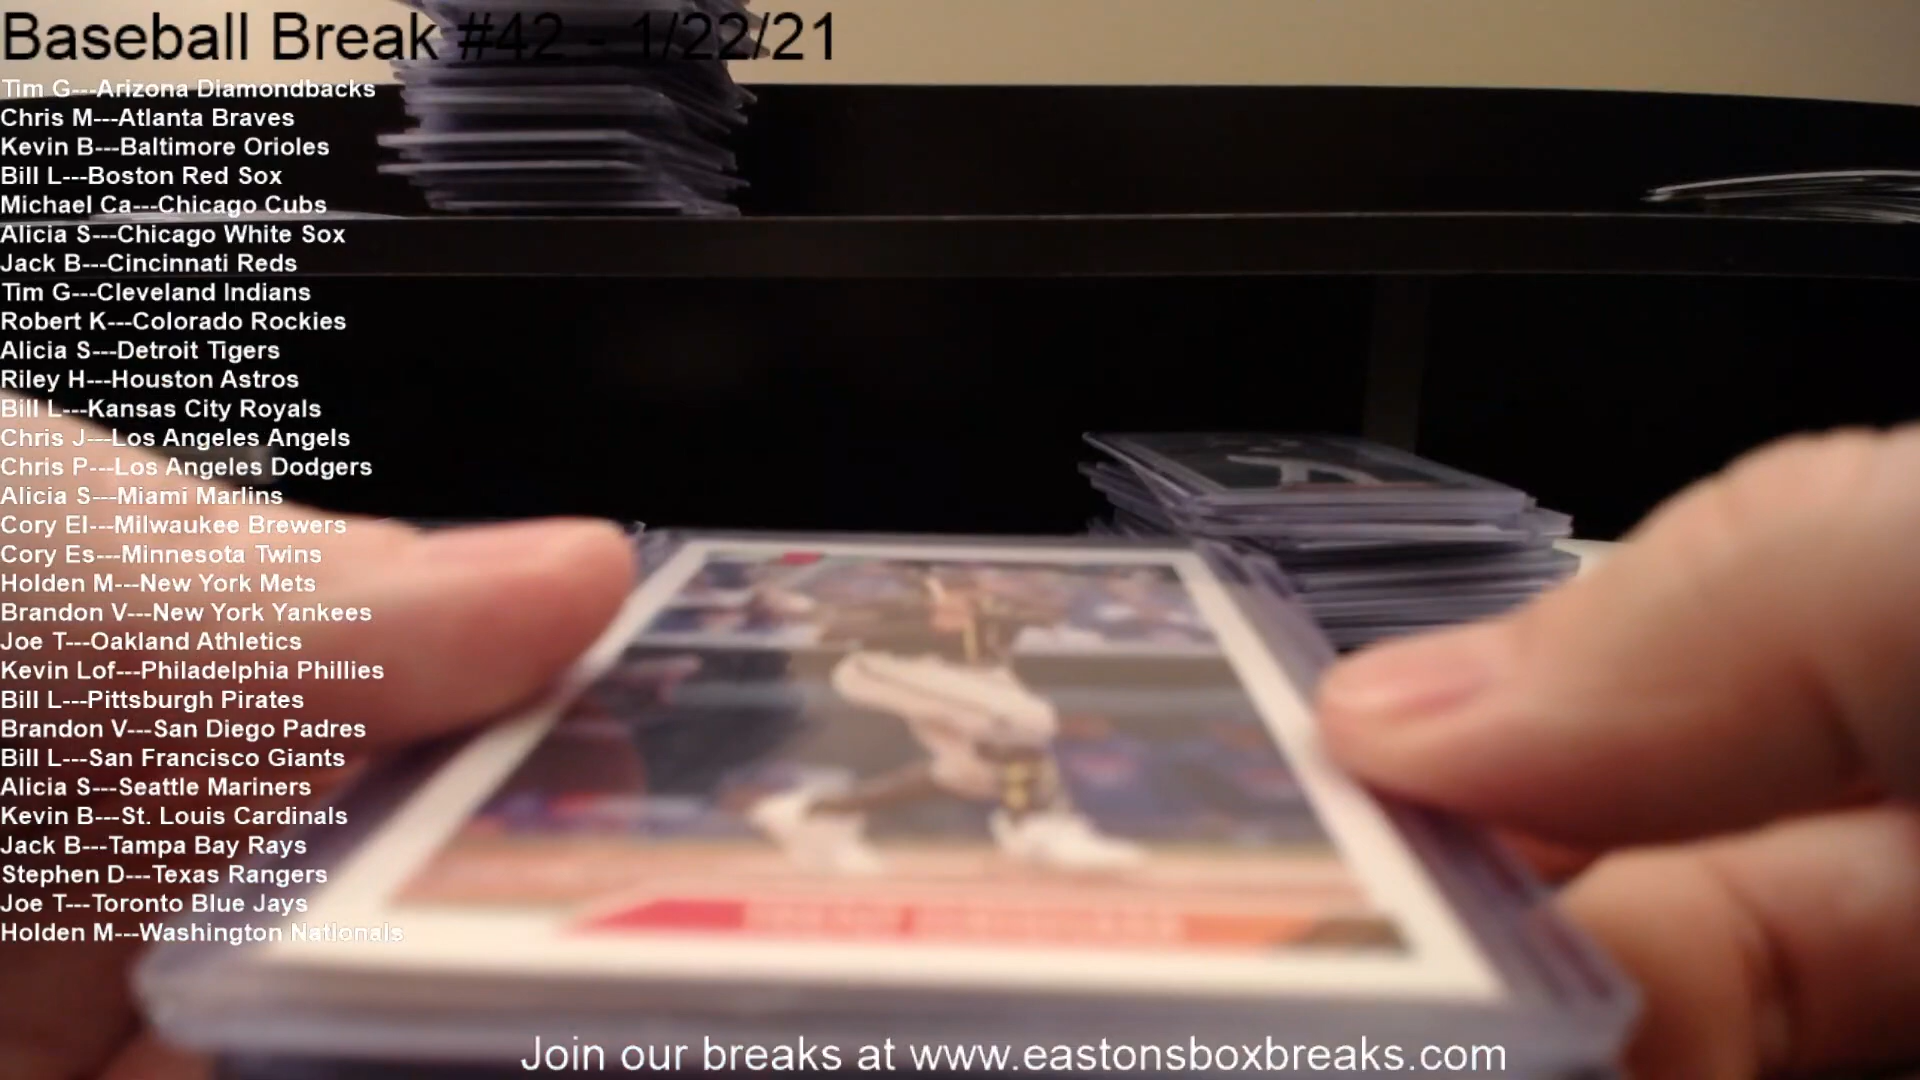 Baseball Break #42 - 1/22/21
Tim G---Arizona Diamondbacks
Chris M---Atlanta Braves
Kevin B---Baltimore Orioles
Bill L---Boston Red Sox
Michael Ca---Chicago Cubs
Alicia S---Chicago White Sox
Jack B---Cincinnati Reds
Tim G---Cleveland Indians
Robert K---Colorado Rockies
Alicia S---Detroit Tigers
Riley H---Houston Astros
Bill L---Kansas City Royals
Chris J---Los Angeles Angels
Chris P---Los Angeles Dodgers
Alicia S---Miami Marlins
Cory El---Milwaukee Brewers
Cory Es---Minnesota Twins
Holden M---New York Mets
Brandon V---New York Yankees
Joe T---Oakland Athletics
Kevin Lof---Philadelphia Phillies
Bill L---Pittsburgh Pirates
Brandon V---San Diego Padres
Bill L---San Francisco Giants
Alicia S---Seattle Mariners
Kevin B---St. Louis Cardinals
Jack B---Tampa Bay Rays
Stephen D---Texas Rangers
Joe T---Toronto Blue Jays
Holden M---Washington Nationals
Join our breaks at www.eastonsboxbreaks.com